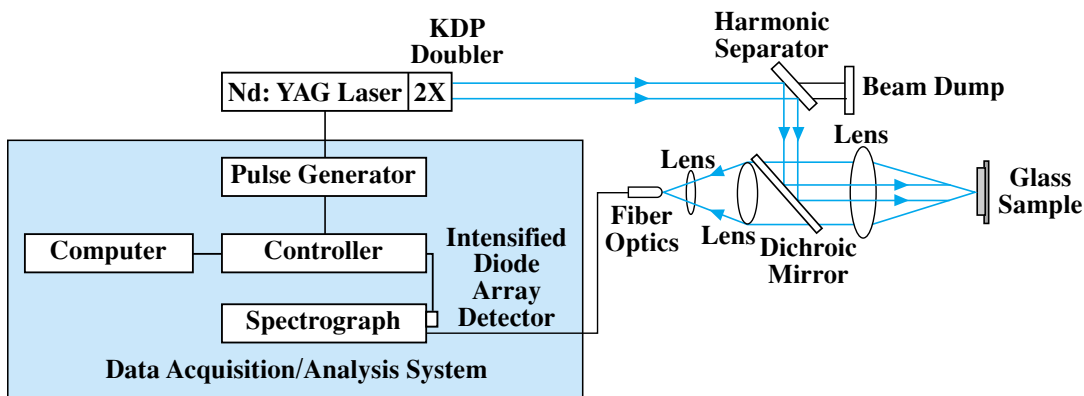 KDP
Doubler
Harmonic
Separator
Nd: YAG Laser
2X
Beam Dump
Lens
Lens
Pulse Generator
Glass
Sample
Fiber
Optics
Lens
Dichroic
Mirror
Computer
Controller
Intensified
Diode
Array
Detector
Spectrograph
Data Acquisition/Analysis System